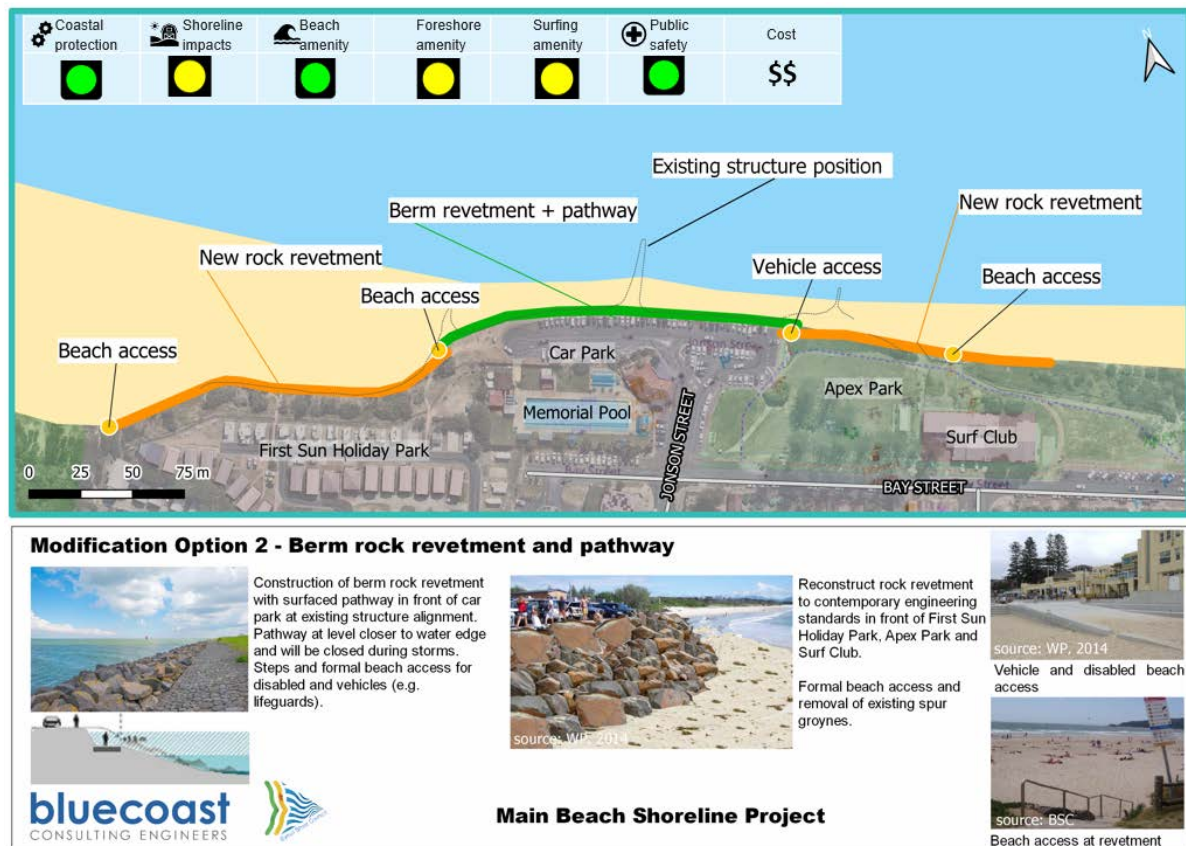 Coastal protection
Shoreline impacts
Beach amenity
Foreshore amenity
Surfing amenity
Public safety
Cost
$$
N
Existing structure position
Berm revetment + pathway
New rock revetment
New rock revetment
Vehicle access
Beach access
Beach access
Beach access
Car Park
Jonson Street
Apex Park
Memorial Pool
Surf Club
First Sun Holiday Park
JONSON STREET
BAY STREET
0 25 50 75 m
Modification Option 2 - Berm rock revetment and pathway
Construction of berm rock revetment
with surfaced pathway in front of car
park at existing structure alignment.
Pathway at level closer to water edge
and will be closed during storms.
Steps and formal beach access for
disabled and vehicles (e.g.
lifeguards).
source: WP, 2014
Reconstruct rock revetment
to contemporary engineering
standards in front of First Sun
Holiday Park, Apex Park and
Surf Club.
Formal beach access and
removal of existing spur
groynes.
source: WP, 2014
Vehicle and disabled beach
access
source: BSC
Beach access at revetment
bluecoast
CONSULTING ENGINEERS
Main Beach Shoreline Project